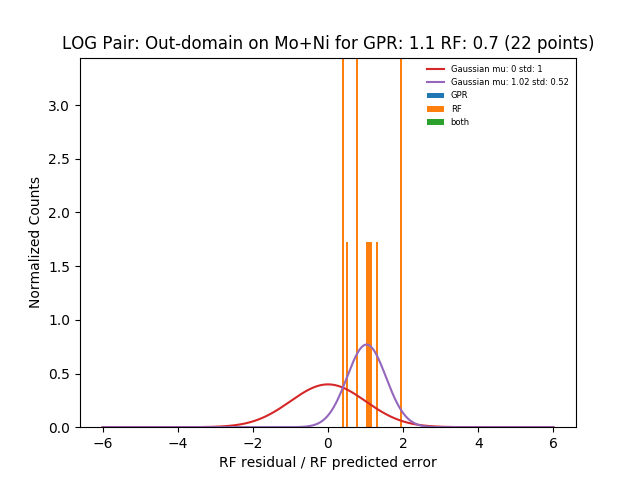 LOG Pair: Out-domain on Mo+Ni for GPR: 1.1 RF: 0.7 (22 points)
Gaussian mu: 0 std: 1
Gaussian mu: 1.02 std: 0.52
GPR
RF
both
Normalized Counts
3.0
2.5
2.0
1.5
1.0
0.5
0.0
−6
−4
−2
0
2
4
6
RF residual / RF predicted error